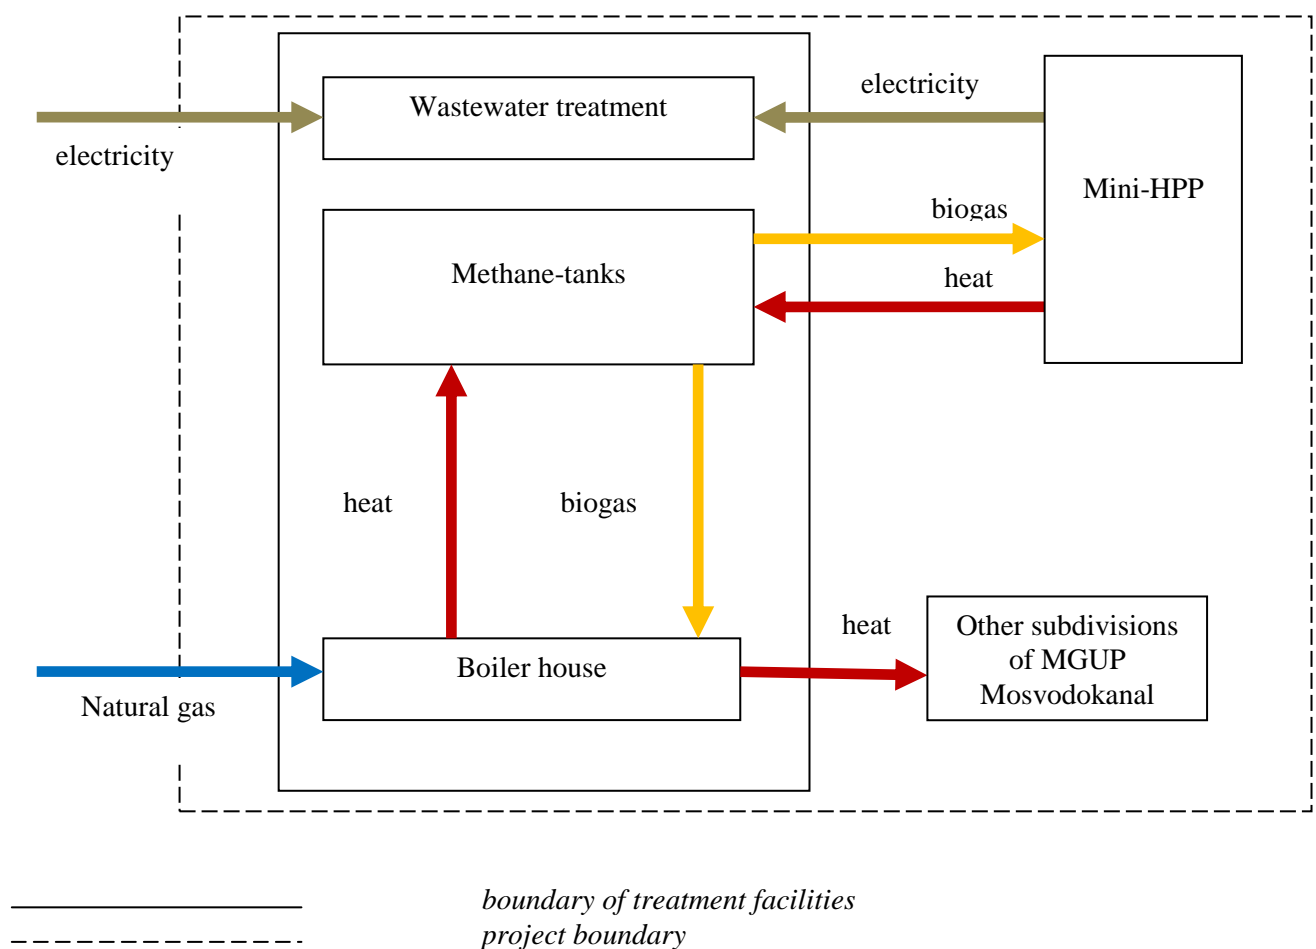 Wastewater treatment
electricity
electricity
Mini-HPP
biogas
Methane-tanks
heat
heat
biogas
heat
Other subdivisions
of MGUP
Mosvodokanal
Boiler house
Natural gas
boundary of treatment facilities
project boundary